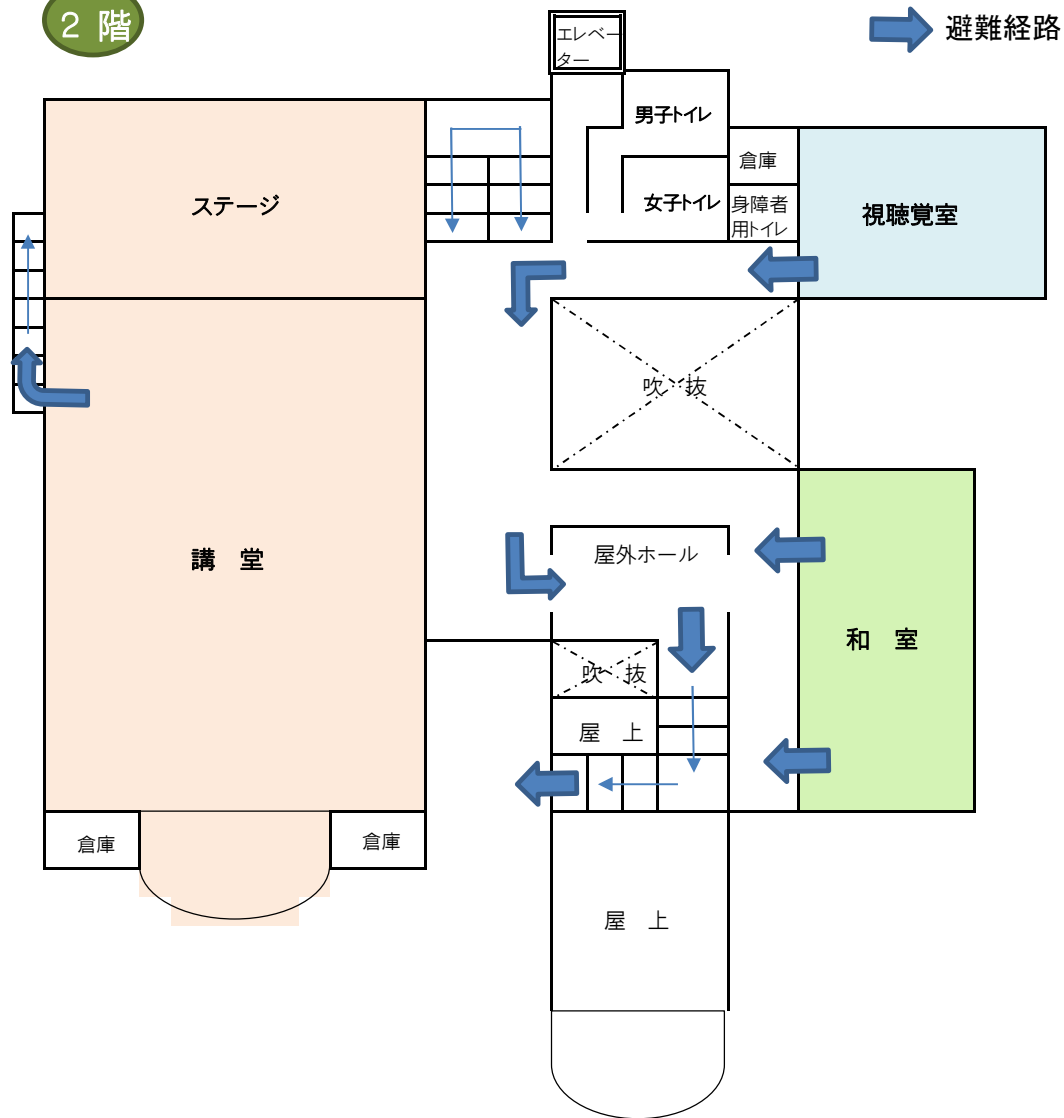 ２ 階
避難経路
エレベー
ター
男子トイレ
倉庫
女子トイレ
身障者
用トイレ
視聴覚室
ステージ
吹 抜
講 堂
屋外ホール
和 室
吹 抜
屋 上
倉庫
倉庫
屋 上